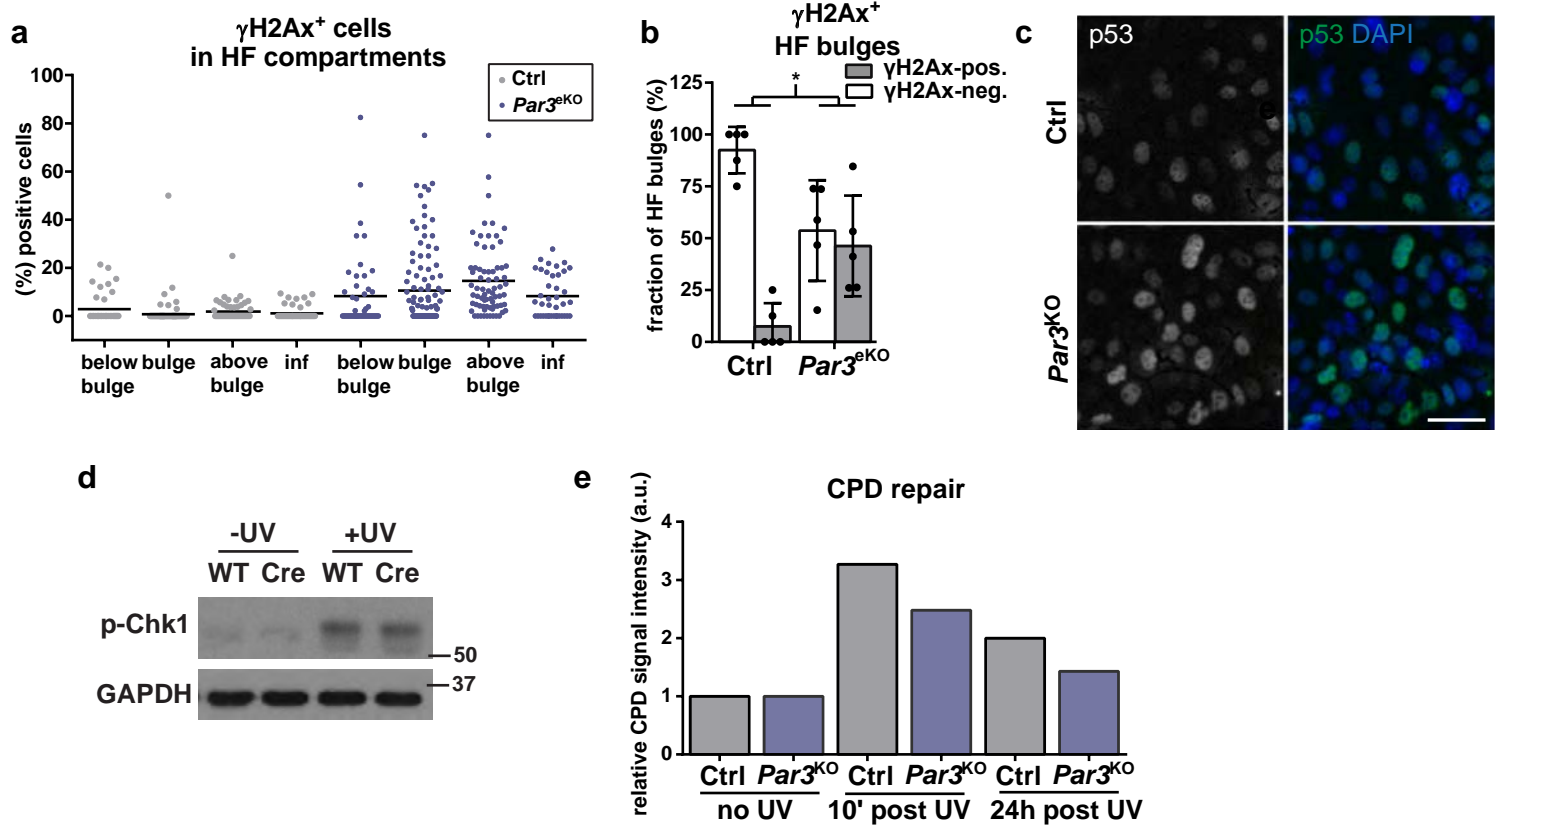 a
γH2Ax+ cells
in HF compartments
Ctrl
Par3eKO
(%) positive cells
100
80
60
40
20
0
below bulge above inf below bulge above inf
bulge bulge bulge bulge
b
γH2Ax+
HF bulges
γH2Ax-pos.
γH2Ax-neg.
*
fraction of HF bulges (%)
125
100
75
50
25
0
Ctrl Par3eKO
c
p53
p53 DAPI
Ctrl
Par3KO
d
-UV +UV
WT Cre WT Cre
p-Chk1
50
GAPDH
37
e
CPD repair
relative CPD signal intensity (a.u.)
4
3
2
1
0
Ctrl Par3KO Ctrl Par3KO Ctrl Par3KO
no UV 10' post UV 24h post UV